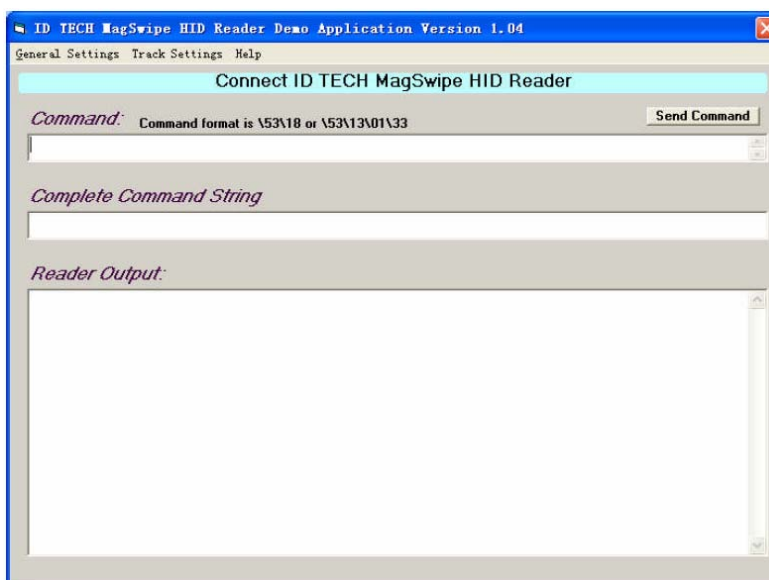 ID TECH MagSwipe HID Reader Demo Application Version 1.04
General Settings Track Settings Help
Connect ID TECH MagSwipe HID Reader
Command: Command format is \53\18 or \53\13\01\33 Send Command
Complete Command String
Reader Output: